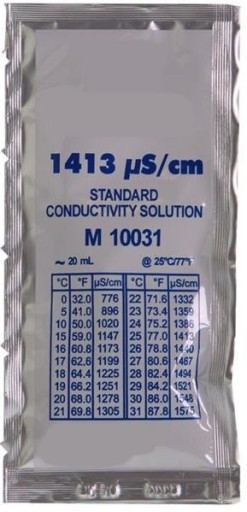 1413 µS/cm
STANDARD
CONDUCTIVITY SOLUTION
M 10031
~ 20 mL @ 25°C/77°F
°C °F µS/cm °C °F µS/cm
0 32.0 776 22 71.6 1332
5 41.0 896 23 73.4 1359
10 50.0 1020 24 75.2 1386
15 59.0 1147 25 77.0 1413
16 60.8 1173 26 78.8 1440
17 62.6 1199 27 80.6 1467
18 64.4 1225 28 82.4 1494
19 66.2 1251 29 84.2 1521
20 68.0 1278 30 86.0 1548
21 69.8 1305 31 87.8 1575